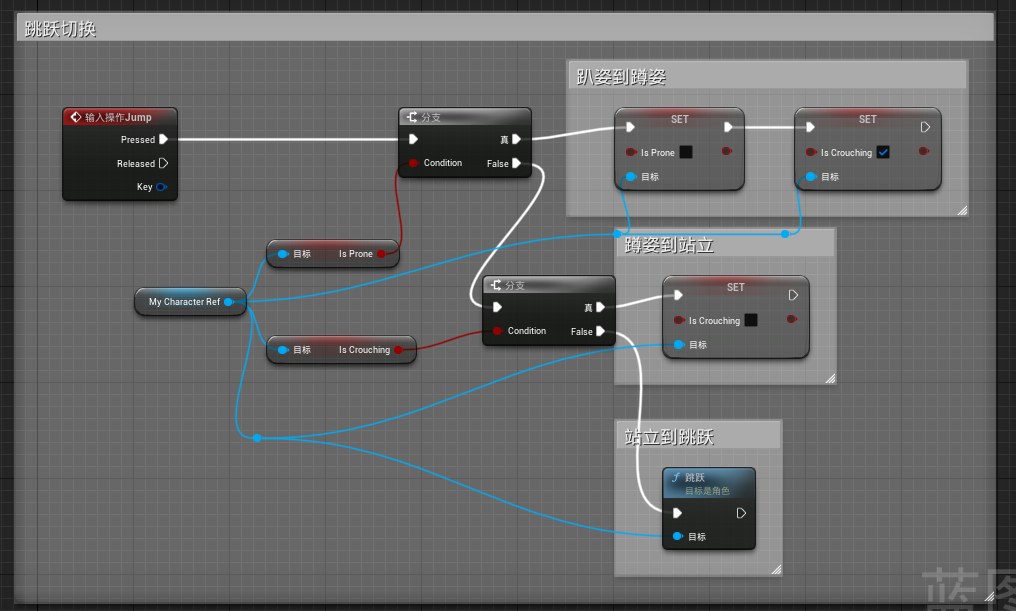 跳跃切换
趴姿到蹲姿
输入操作Jump
Pressed
Released
Key
分支
真
Condition
False
SET
Is Prone
目标
SET
Is Crouching
目标
目标
Is Prone
蹲姿到站立
My Character Ref
分支
真
Condition
False
SET
Is Crouching
目标
目标
Is Crouching
站立到跳跃
跳跃
目标是角色
目标
蓝图